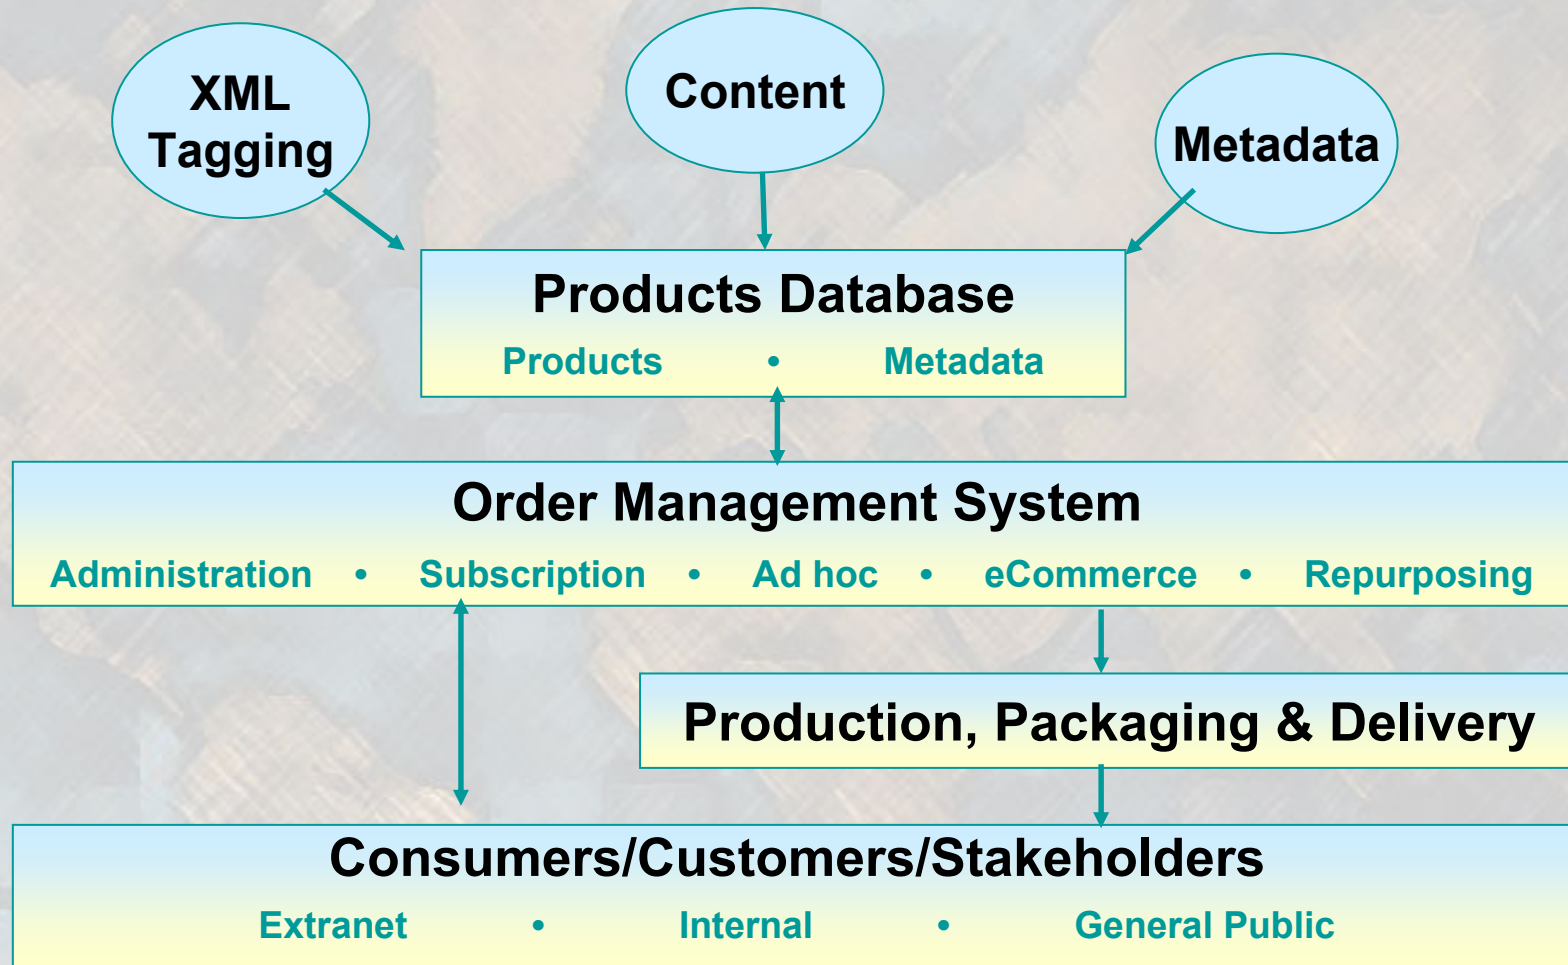 XML
Tagging
Content
Metadata
Products Database
Products • Metadata
Order Management System
Administration • Subscription • Ad hoc • eCommerce • Repurposing
Production, Packaging & Delivery
Consumers/Customers/Stakeholders
Extranet • Internal • General Public